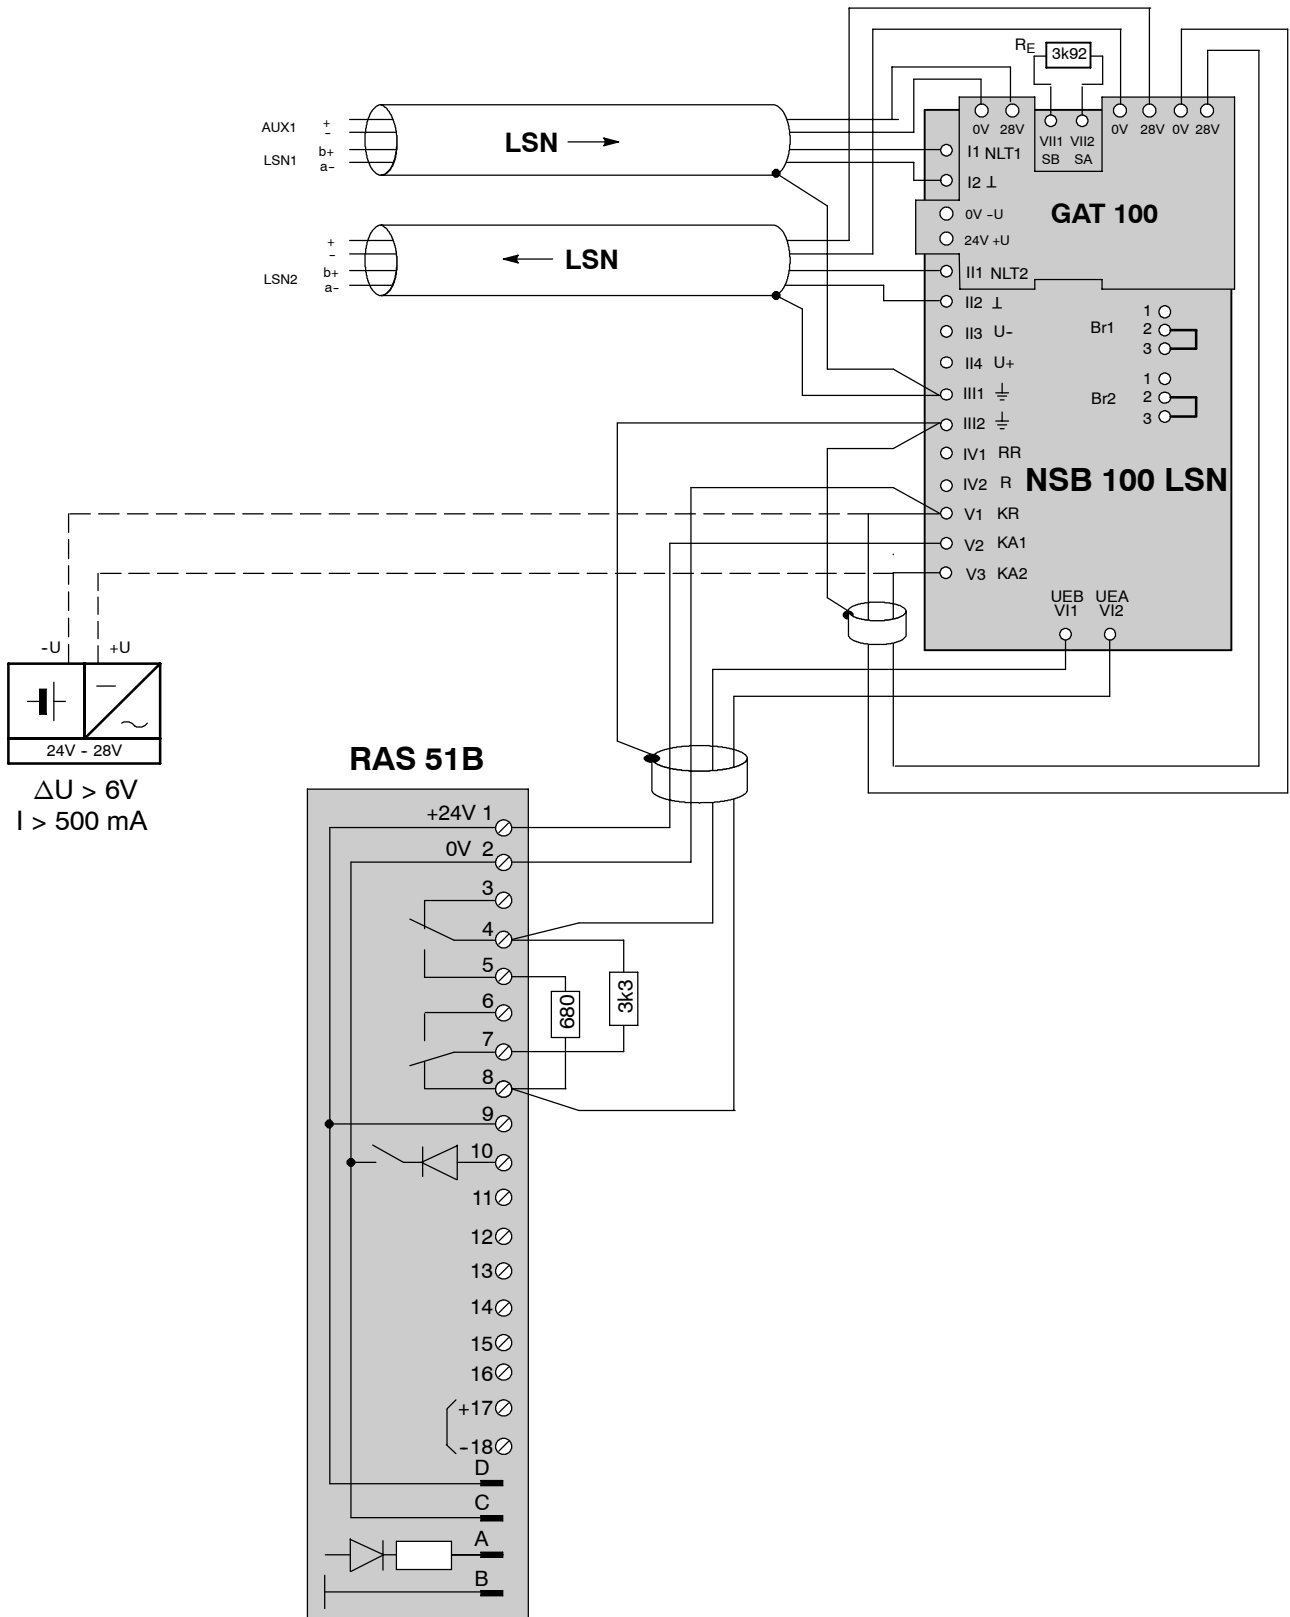 RE
3k92
AUX1
+
-
LSN1
b+
a-
LSN →
0V 28V
VII1 VII2
SB SA
0V 28V 0V 28V
I1 NLT1
I2 ⊥
0V -U
24V +U
GAT 100
+
-
LSN2
b+
a-
← LSN
II1 NLT2
II2 ⊥
II3 U-
II4 U+
III1 ⏚
III2 ⏚
IV1 RR
IV2 R
V1 KR
V2 KA1
V3 KA2
Br1
1
2
3
Br2
1
2
3
NSB 100 LSN
UEB UEA
VI1 VI2
-U +U
24V - 28V
ΔU > 6V
I > 500 mA
RAS 51B
+24V 1
0V 2
3
4
5
6
7
8
680
3k3
9
10
11
12
13
14
15
16
+17
-18
D
C
A
B